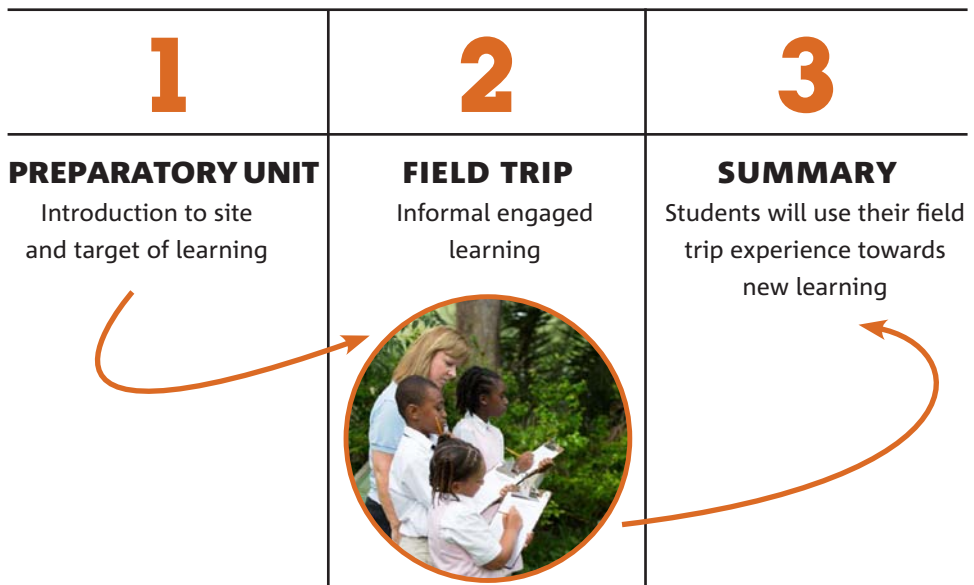 1
PREPARATORY UNIT
Introduction to site
and target of learning
2
FIELD TRIP
Informal engaged
learning
3
SUMMARY
Students will use their field
trip experience towards
new learning